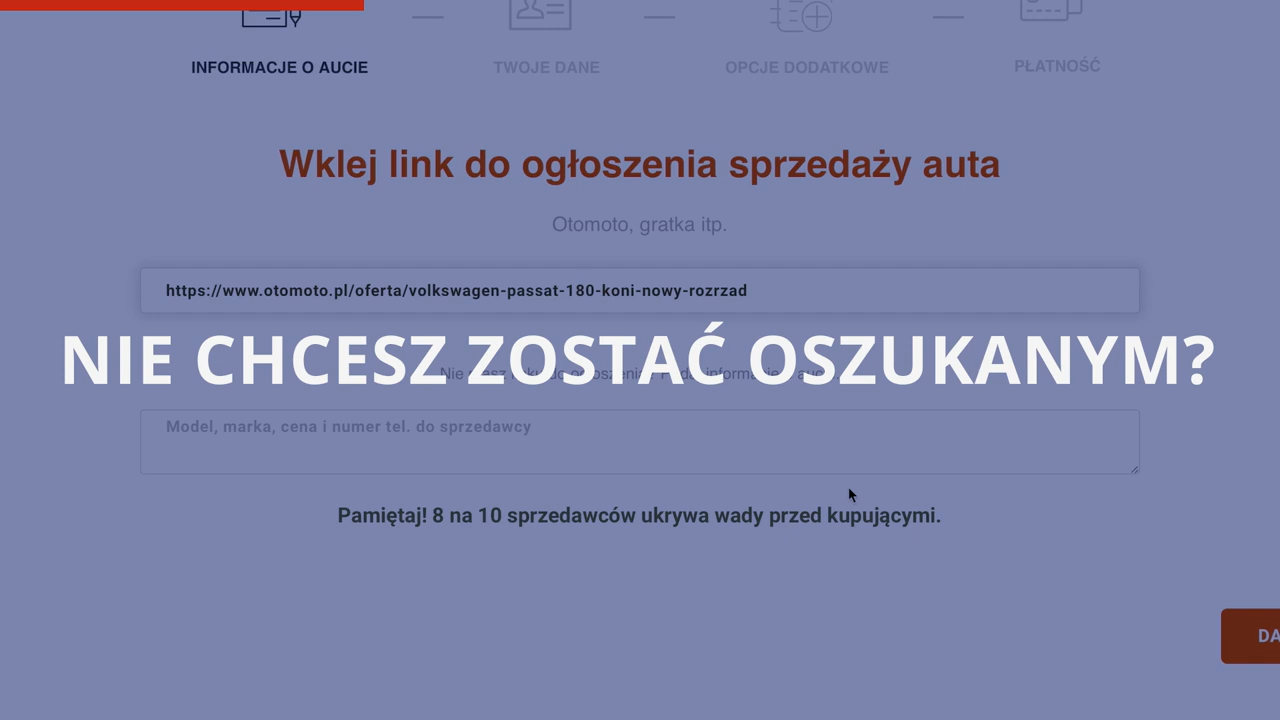 INFORMACJE O AUCIE
TWOJE DANE
OPCJE DODATKOWE
PŁATNOŚĆ
Wklej link do ogłoszenia sprzedaży auta
Otomoto, gratka itp.
https://www.otomoto.pl/oferta/volkswagen-passat-180-koni-nowy-rozrzad
NIE CHCESZ ZOSTAĆ OSZUKANYM?
Model, marka, cena i numer tel. do sprzedawcy
Pamiętaj! 8 na 10 sprzedawców ukrywa wady przed kupującymi.
DA